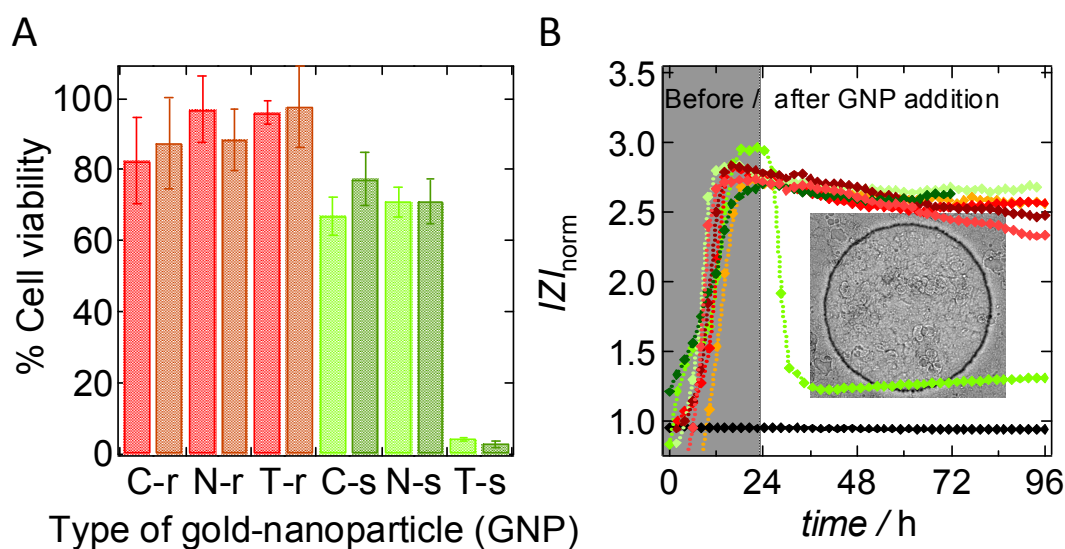 A
% Cell viability
100
80
60
40
20
0
C-r N-r T-r C-s N-s T-s
Type of gold-nanoparticle (GNP)
B
IZI norm
3.5
3.0
2.5
2.0
1.5
1.0
Before / after GNP addition
0 24 48 72 96
time / h